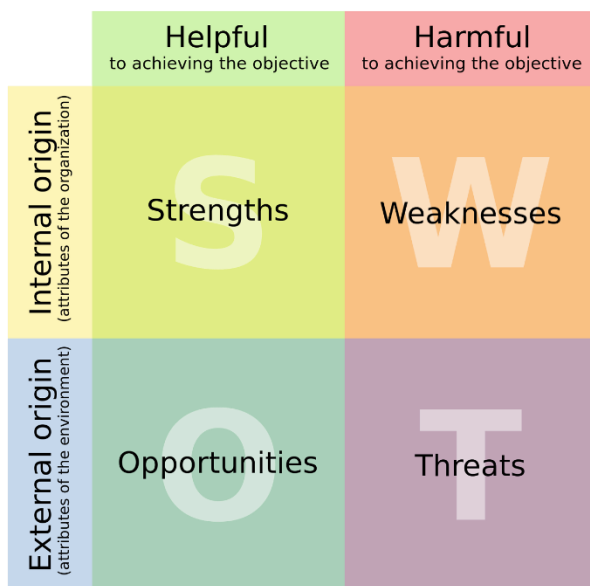 Helpful
to achieving the objective
Harmful
to achieving the objective
Internal origin
(attributes of the organization)
S
Strengths
W
Weaknesses
External origin
(attributes of the environment)
O
Opportunities
T
Threats